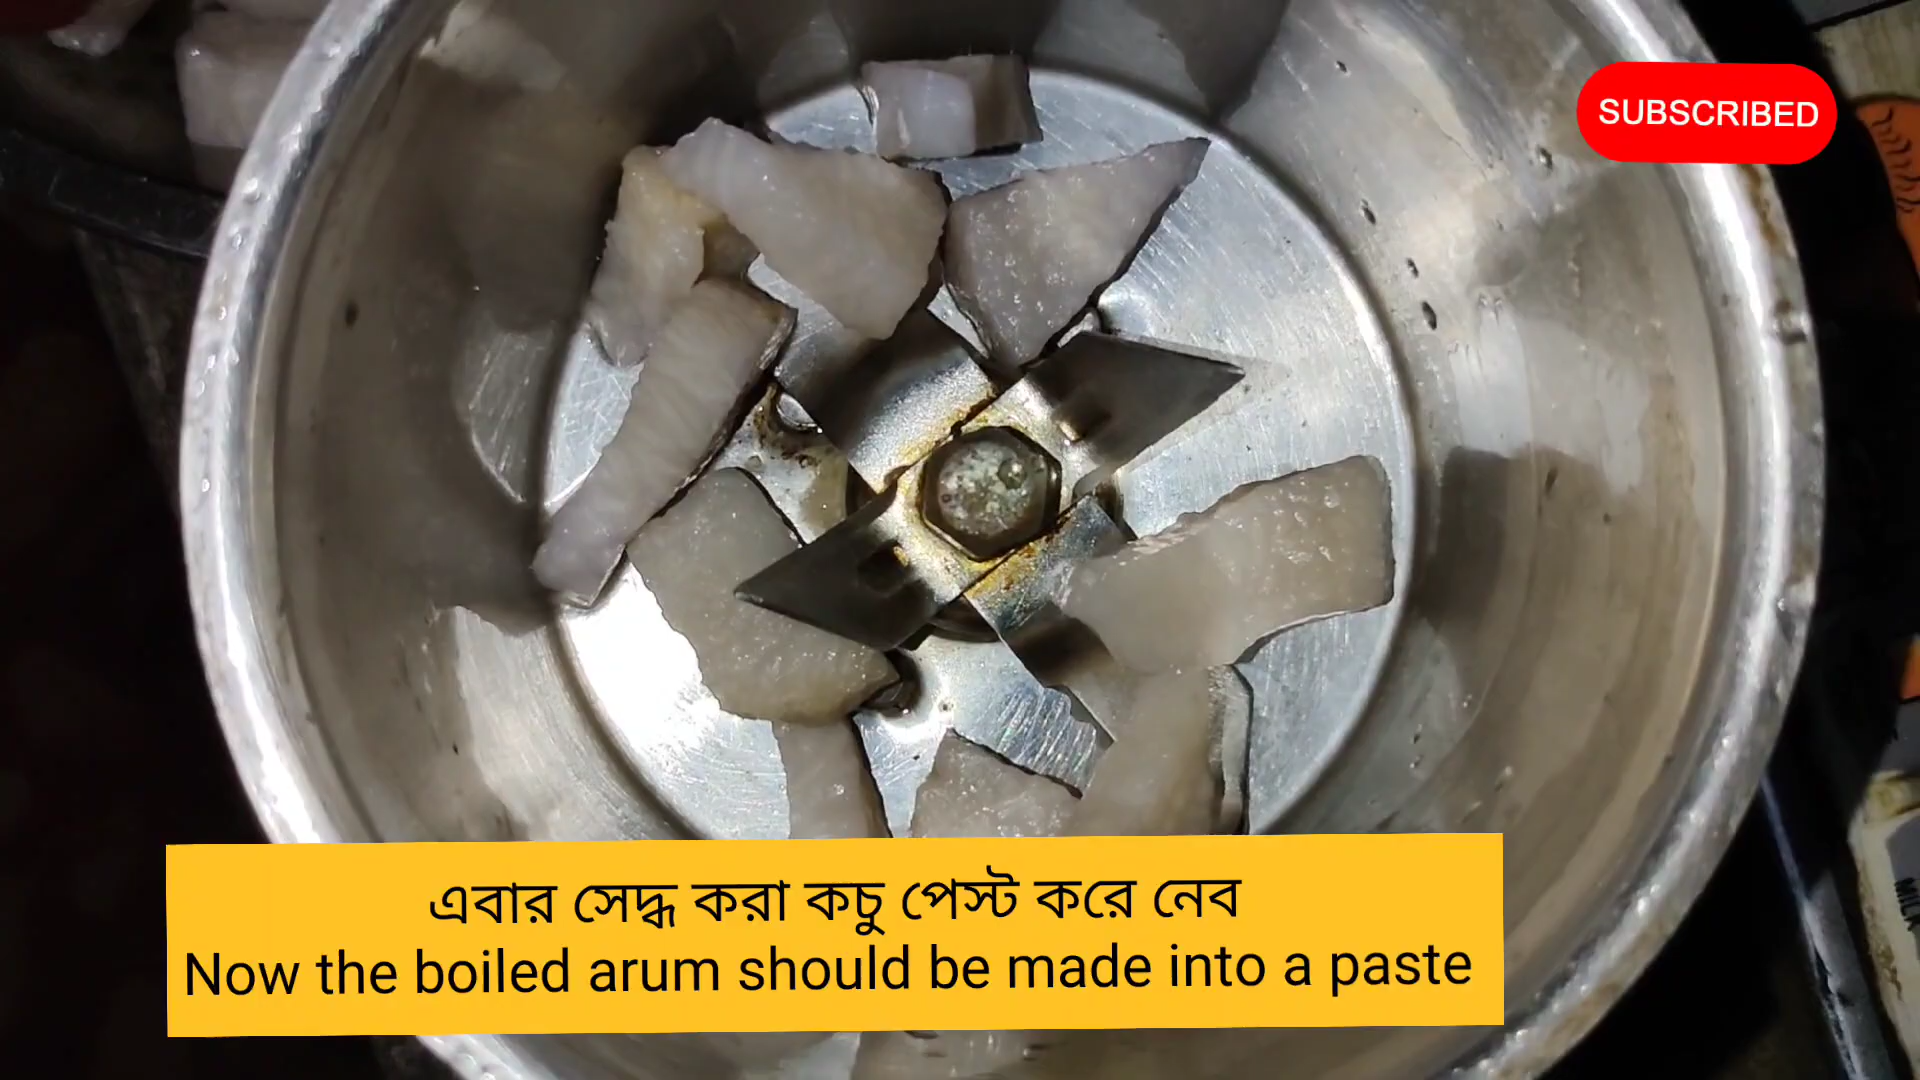 SUBSCRIBED
এবার সেদ্ধ করা কচু পেস্ট করে নেব
Now the boiled arum should be made into a paste